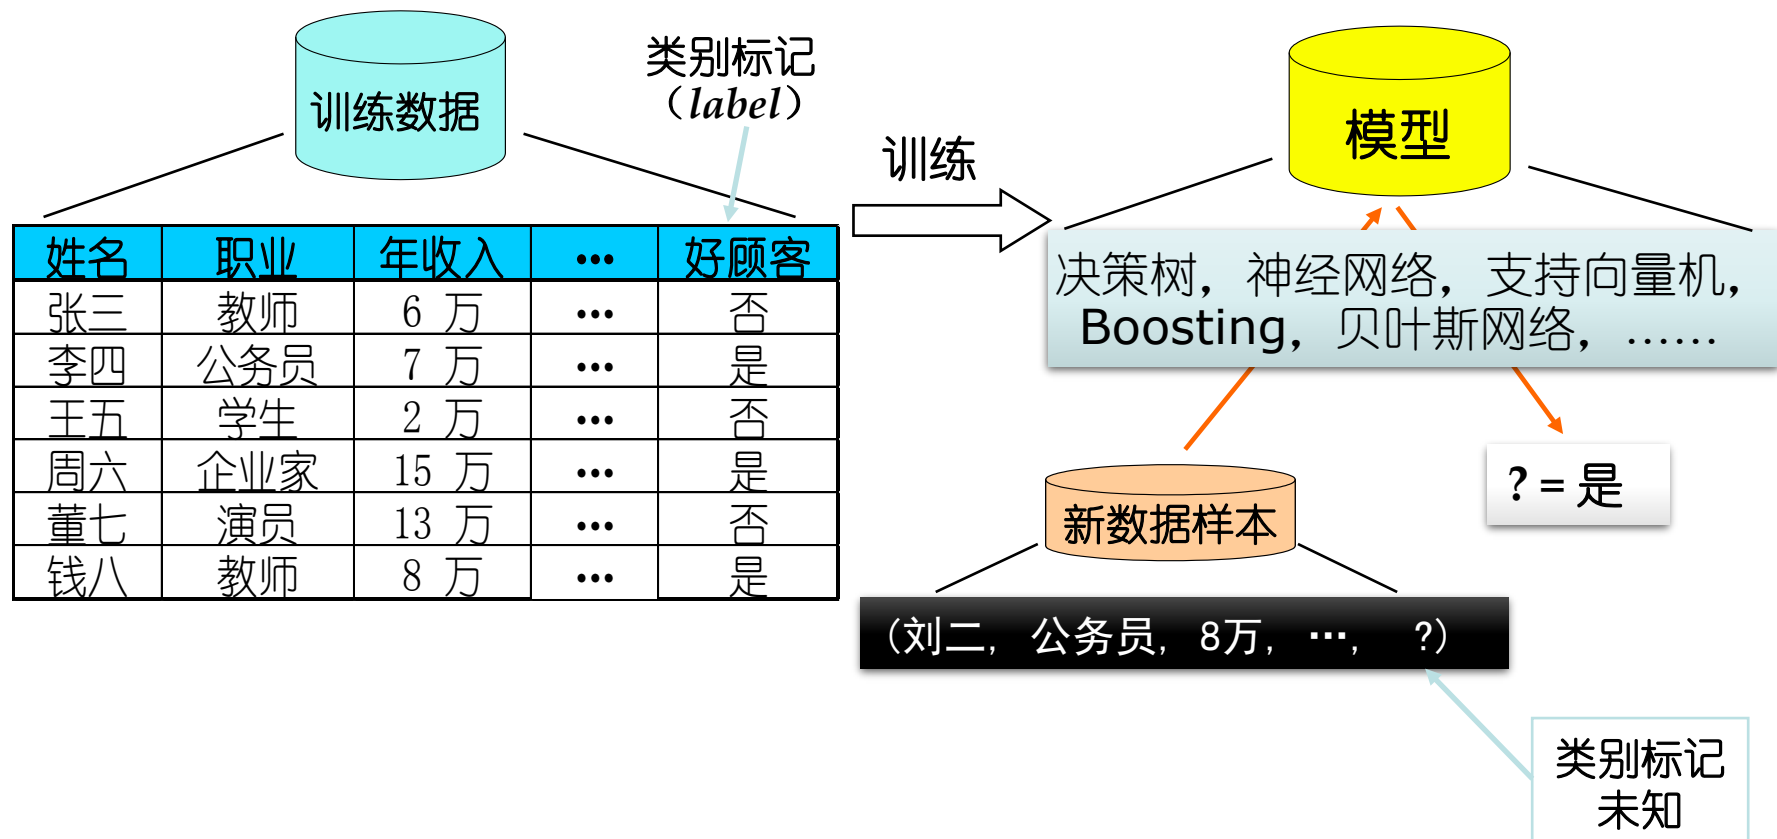 训练数据
类别标记
（label）
姓名 职业 年收入 … 好顾客
张三 教师 6 万 … 否
李四 公务员 7 万 … 是
王五 学生 2 万 … 否
周六 企业家 15 万 … 是
董七 演员 13 万 … 否
钱八 教师 8 万 … 是
训练
模型
决策树，神经网络，支持向量机，
Boosting，贝叶斯网络，……
新数据样本
(刘二, 公务员, 8万, …, ?)
? = 是
类别标记
未知